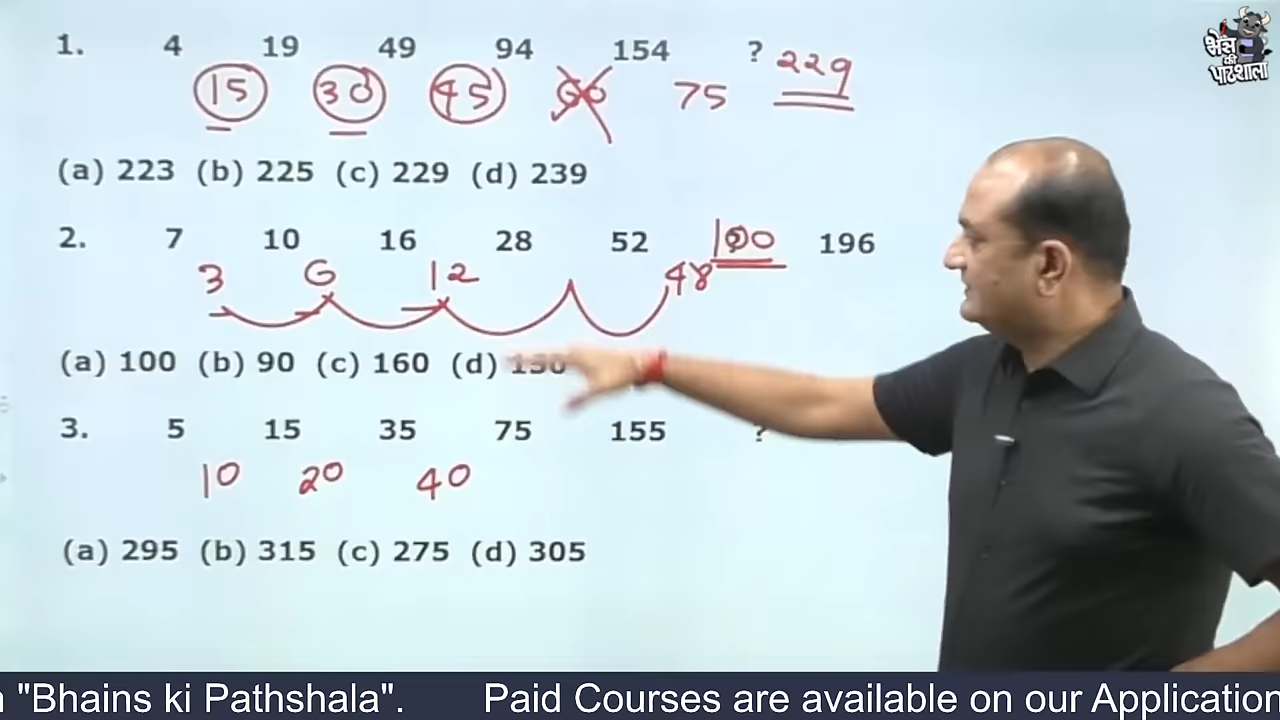 1. 4 19 49 94 154 ? 229
15 30 45 60 75
(a) 223 (b) 225 (c) 229 (d) 239
2. 7 10 16 28 52 100 196
3 6 12 48
(a) 100 (b) 90 (c) 160 (d)
3. 5 15 35 75 155 ?
10 20 40
(a) 295 (b) 315 (c) 275 (d) 305
भैंस की पाठशाला
"Bhains ki Pathshala". Paid Courses are available on our Application